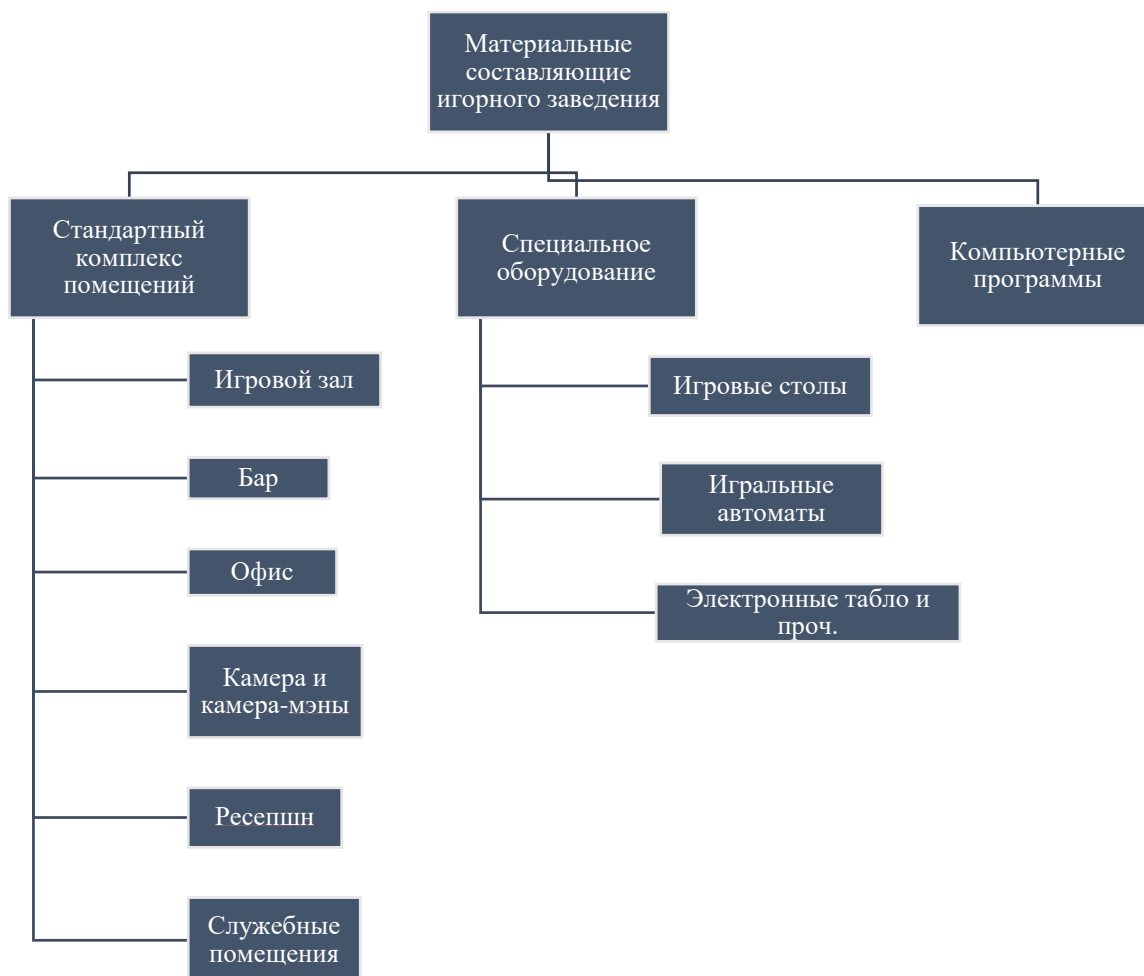 Материальные
составляющие
игорного заведения
Стандартный
комплекс
помещений
Игровой зал
Бар
Офис
Камера и
камера-мэны
Ресепшн
Служебные
помещения
Специальное
оборудование
Игровые столы
Игральные
автоматы
Электронные табло и
проч.
Компьютерные
программы